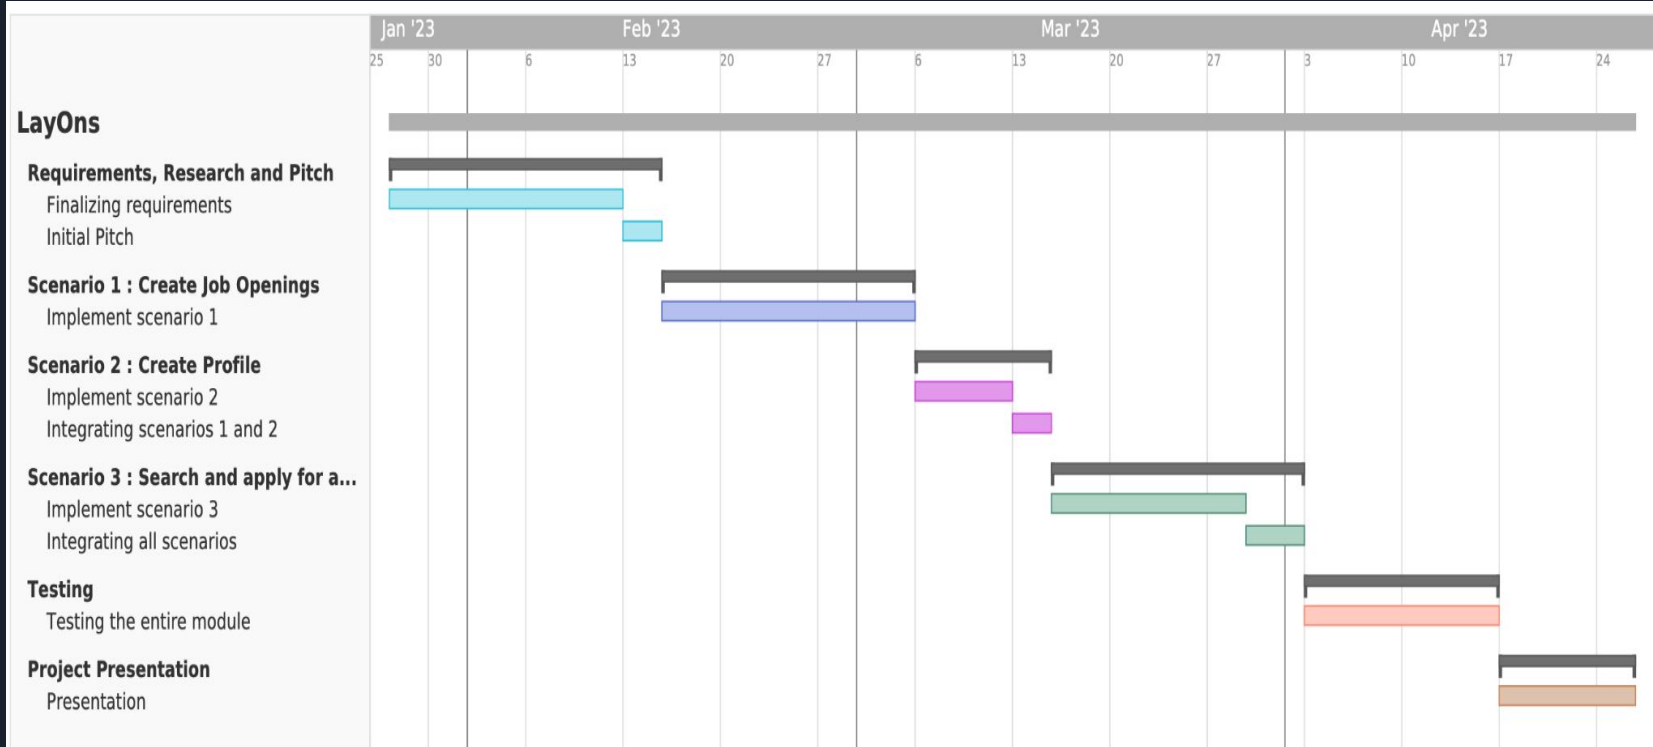 Jan '23 Feb '23 Mar '23 Apr '23
25 30 6 13 20 27 6 13 20 27 3 10 17 24
LayOns
Requirements, Research and Pitch
Finalizing requirements
Initial Pitch
Scenario 1 : Create Job Openings
Implement scenario 1
Scenario 2 : Create Profile
Implement scenario 2
Integrating scenarios 1 and 2
Scenario 3 : Search and apply for a...
Implement scenario 3
Integrating all scenarios
Testing
Testing the entire module
Project Presentation
Presentation